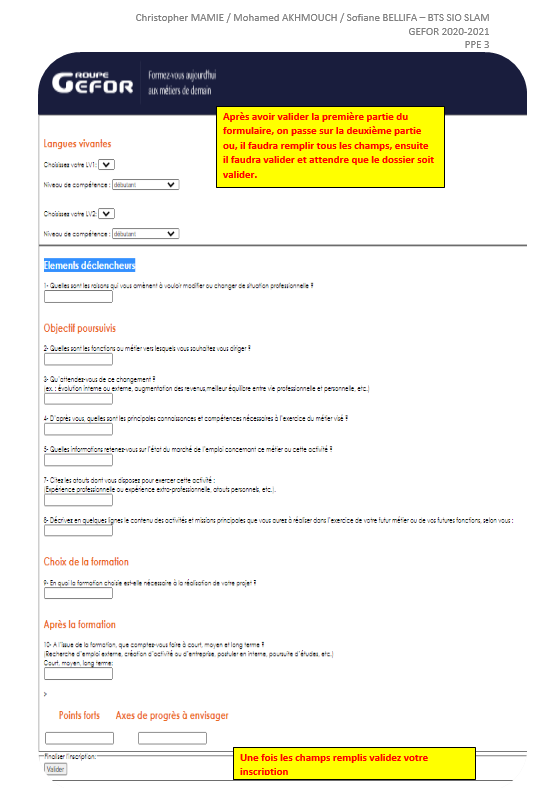 Christopher MAMIE / Mohamed AKHMOUCH / Sofiane BELLIFA – BTS SIO SLAM
GEFOR 2020-2021
PPE 3
GROUPE GEFOR
Formez-vous aujourd'hui
aux métiers de demain
Après avoir valider la première partie du
formulaire, on passe sur la deuxième partie
ou, il faudra remplir tous les champs, ensuite
il faudra valider et attendre que le dossier soit
valider.
Langues vivantes
Choisissez votre LV1:
Niveau de compétence : débutant
Choisissez votre LV2:
Niveau de compétence : débutant
Elements déclencheurs
1- Quelles sont les raisons qui vous amènent à vouloir modifier ou changer de situation professionnelle ?
Objectif poursuivis
2- Quelles sont les fonctions ou métier vers lesquels vous souhaitez vous diriger ?
3- Qu'attendez-vous de ce changement ?
(ex. : évolution interne ou externe, augmentation des revenus,meilleur équilibre entre vie professionnelle et personnelle, etc.)
4- D'après vous, quelles sont les principales connaissances et compétences nécessaires à l'exercice du métier visé ?
5- Quelles informations retenez-vous sur l'état du marché de l'emploi concernant ce métier ou cette activité ?
7- Citez les atouts dont vous disposez pour exercer cette activité :
(Expérience professionnelle ou expérience extra-professionnelle, atouts personnels, etc.).
8- Décrivez en quelques lignes le contenu des activités et missions principales que vous aurez à réaliser dans l'exercice de votre futur métier ou de vos futures fonctions, selon vous :
Choix de la formation
9- En quoi la formation choisie est-elle nécessaire à la réalisation de votre projet ?
Après la formation
10- A l'issue de la formation, que comptez-vous faire à court, moyen et long terme ?
(Recherche d'emploi externe, création d'activité ou d'entreprise, postuler en interne, poursuite d'études, etc.)
Court, moyen, long terme:
>
Points forts Axes de progrès à envisager
Finaliser l'inscription:
Valider
Une fois les champs remplis validez votre
inscription